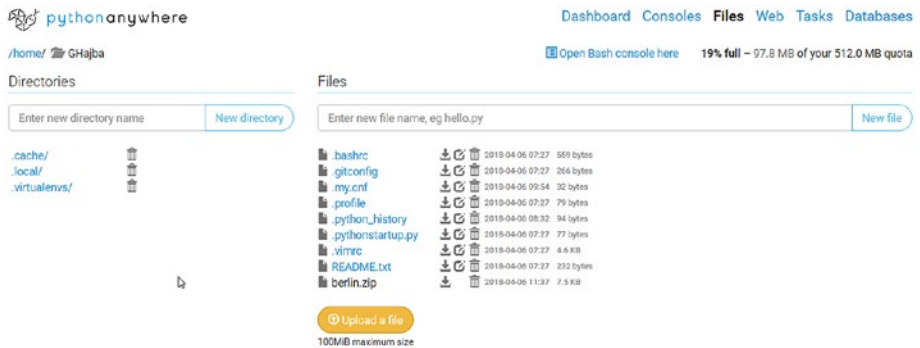 pythonanywhere
Dashboard Consoles Files Web Tasks Databases
/home/ GHajba
Open Bash console here 19% full – 97.8 MB of your 512.0 MB quota
Directories
Files
Enter new directory name New directory
Enter new file name, eg hello.py New file
.cache/
.local/
.virtualenvs/
.bashrc 2018-04-06 07:27 559 bytes
.gitconfig 2018-04-06 07:27 266 bytes
.my.cnf 2018-04-06 09:54 32 bytes
.profile 2018-04-06 07:27 79 bytes
.python_history 2018-04-06 08:32 94 bytes
.pythonstartup.py 2018-04-06 07:27 77 bytes
.vimrc 2018-04-06 07:27 4.6 KB
README.txt 2018-04-06 07:27 232 bytes
berlin.zip 2018-04-06 11:37 7.5 KB
Upload a file
100MiB maximum size